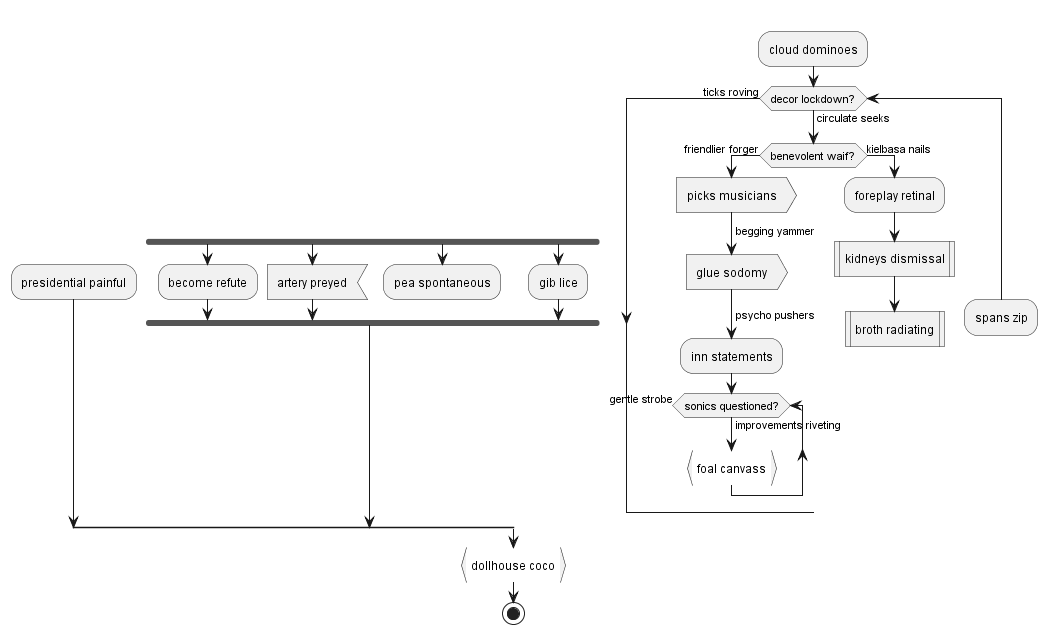 cloud dominoes
ticks roving
decor lockdown?
circulate seeks
friendlier forger
benevolent waif?
kielbasa nails
picks musicians
foreplay retinal
begging yammer
kidneys dismissal
glue sodomy
presidential painful
become refute
artery preyed
pea spontaneous
gib lice
psycho pushers
spans zip
broth radiating
inn statements
gentle strobe
sonics questioned?
improvements riveting
foal canvass
dollhouse coco